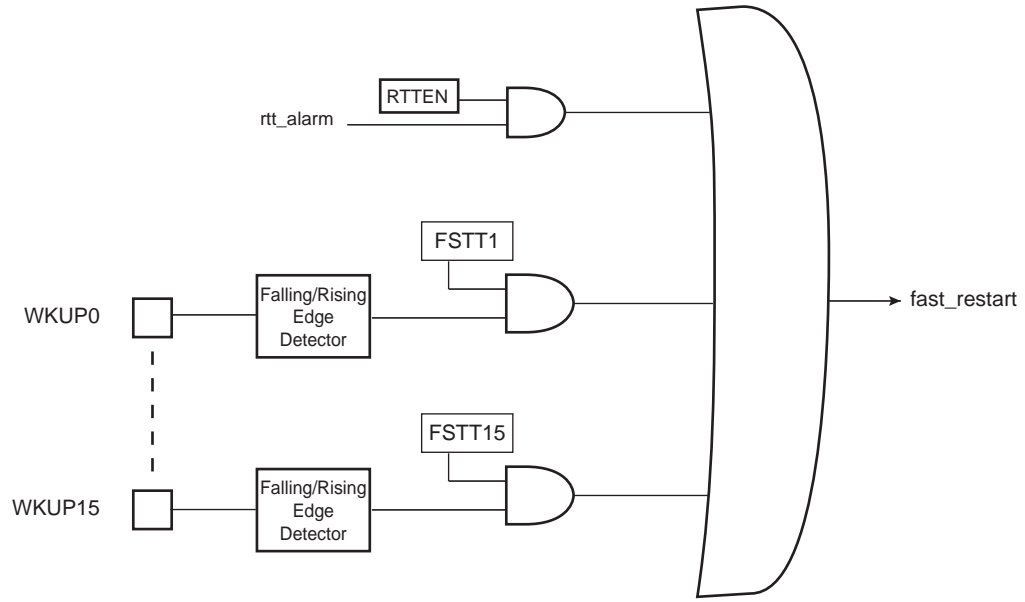 RTTEN
rtt_alarm
FSTT1
WKUP0
Falling/Rising
Edge
Detector
fast_restart
FSTT15
WKUP15
Falling/Rising
Edge
Detector